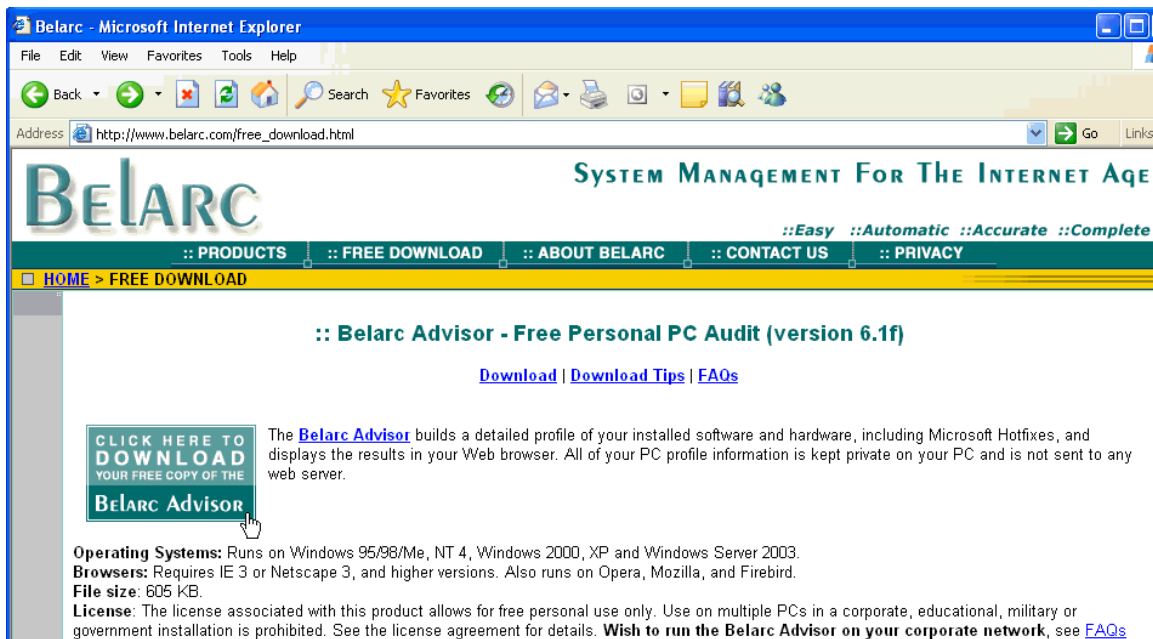 Belarc - Microsoft Internet Explorer
File Edit View Favorites Tools Help
Back Search Favorites
Address http://www.belarc.com/free_download.html Go Links
BELARC
SYSTEM MANAGEMENT FOR THE INTERNET AGE
::Easy ::Automatic ::Accurate ::Complete
:: PRODUCTS :: FREE DOWNLOAD :: ABOUT BELARC :: CONTACT US :: PRIVACY
HOME > FREE DOWNLOAD
:: Belarc Advisor - Free Personal PC Audit (version 6.1f)
Download | Download Tips | FAQs
CLICK HERE TO
DOWNLOAD
YOUR FREE COPY OF THE
BELARC ADVISOR
The Belarc Advisor builds a detailed profile of your installed software and hardware, including Microsoft Hotfixes, and
displays the results in your Web browser. All of your PC profile information is kept private on your PC and is not sent to any
web server.
Operating Systems: Runs on Windows 95/98/Me, NT 4, Windows 2000, XP and Windows Server 2003.
Browsers: Requires IE 3 or Netscape 3, and higher versions. Also runs on Opera, Mozilla, and Firebird.
File size: 605 KB.
License: The license associated with this product allows for free personal use only. Use on multiple PCs in a corporate, educational, military or
government installation is prohibited. See the license agreement for details. Wish to run the Belarc Advisor on your corporate network, see FAQs